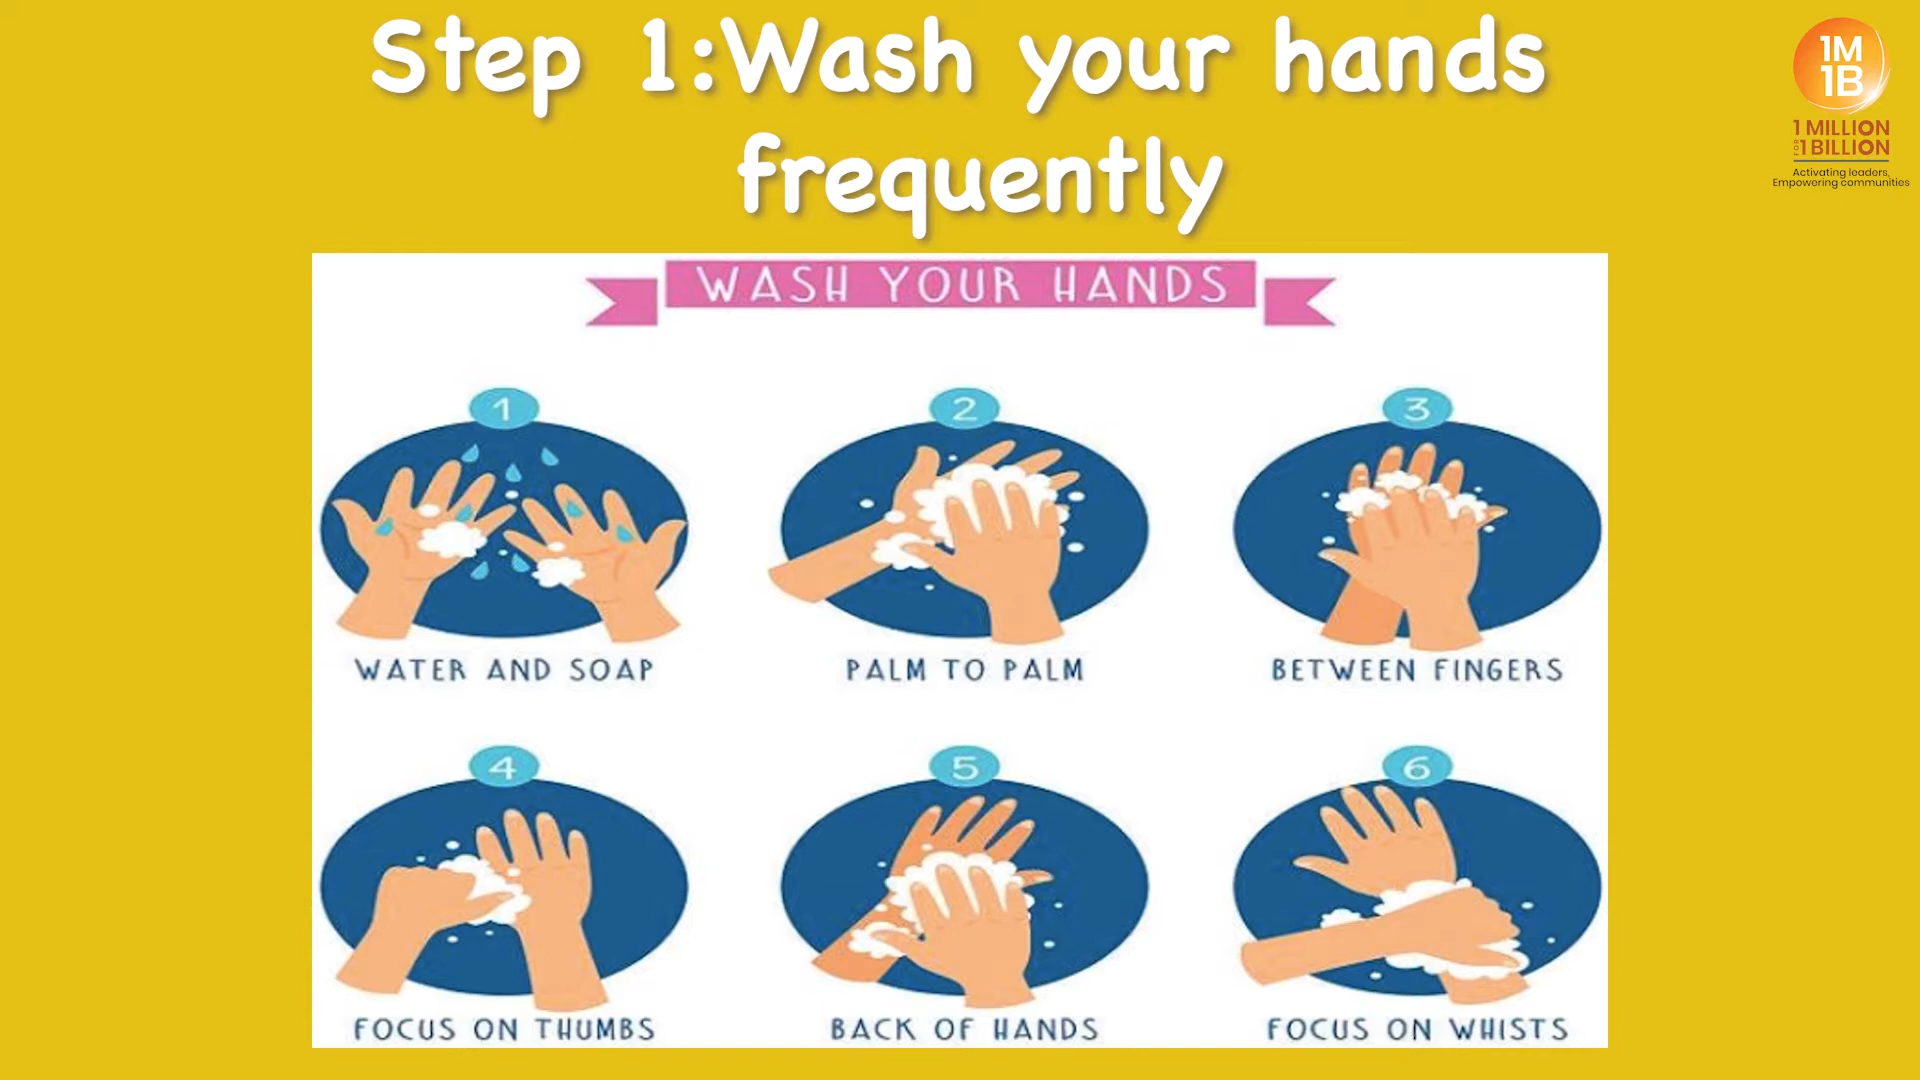 Step 1:Wash your hands
frequently
1M
1B
1 MILLION
FOR 1 BILLION
Activating leaders,
Empowering communities
WASH YOUR HANDS
1
2
3
WATER AND SOAP
PALM TO PALM
BETWEEN FINGERS
4
5
6
FOCUS ON THUMBS
BACK OF HANDS
FOCUS ON WHISTS